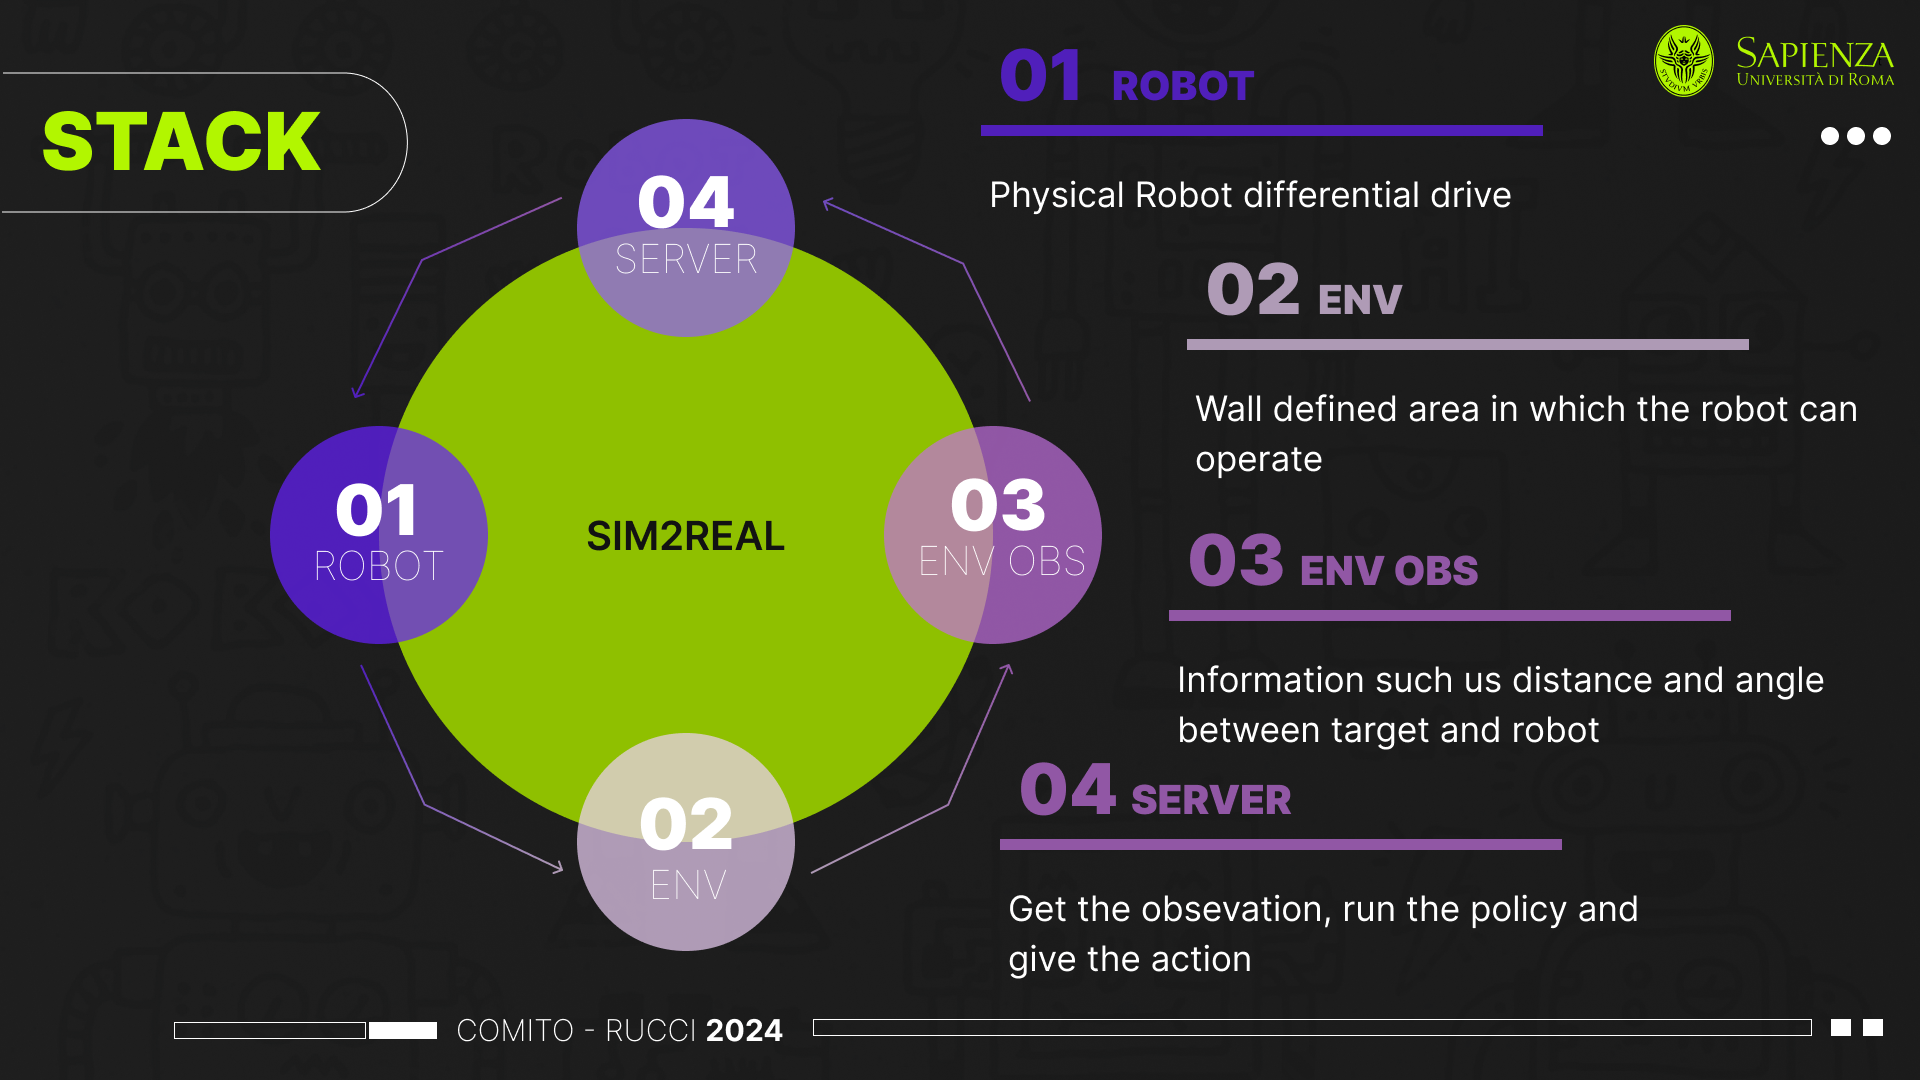 STACK
04
SERVER
01
ROBOT
SIM2REAL
03
ENV OBS
02
ENV
01 ROBOT
Physical Robot differential drive
02 ENV
Wall defined area in which the robot can
operate
03 ENV OBS
Information such us distance and angle
between target and robot
04 SERVER
Get the obsevation, run the policy and
give the action
SAPIENZA
UNIVERSITÀ DI ROMA
STVDIVM VRBIS
COMITO - RUCCI 2024